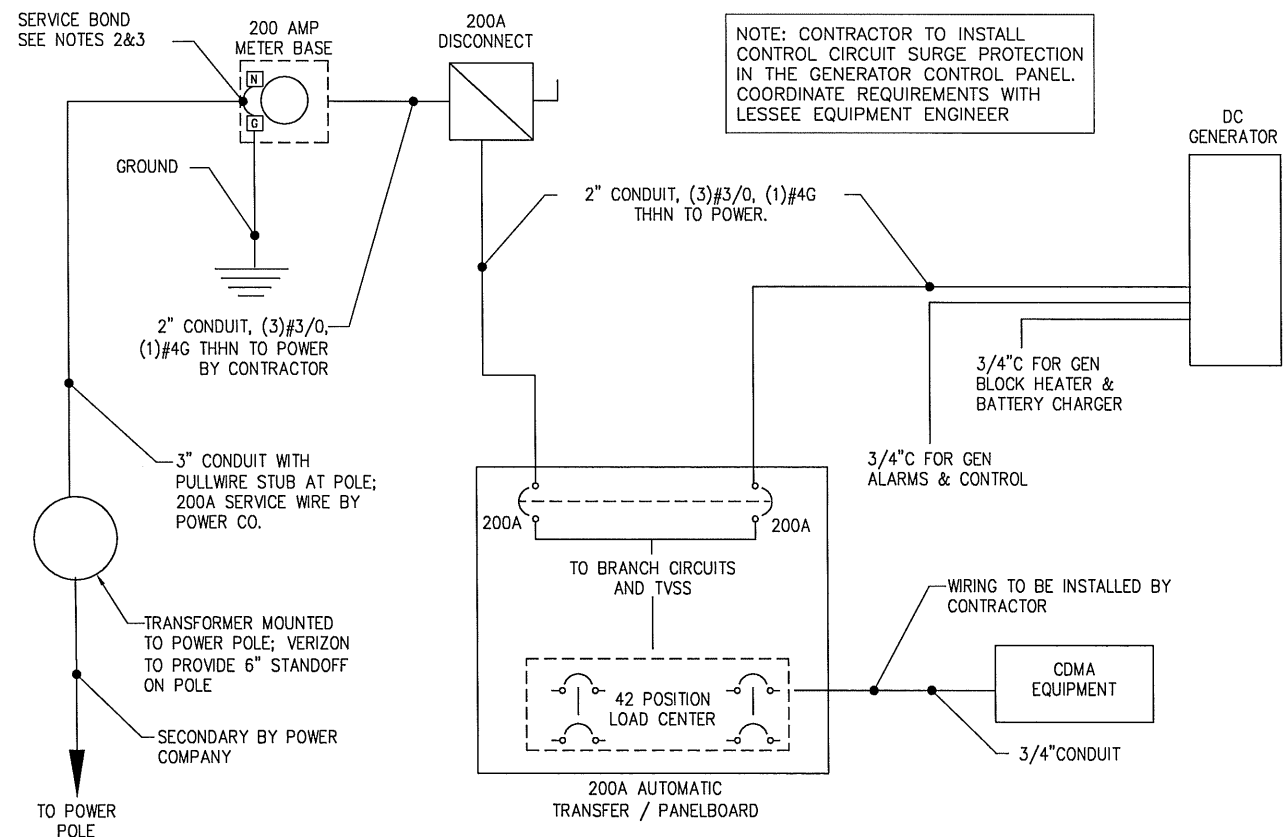 SERVICE BOND
SEE NOTES 2&3
200 AMP
METER BASE
N
G
200A
DISCONNECT
NOTE: CONTRACTOR TO INSTALL
CONTROL CIRCUIT SURGE PROTECTION
IN THE GENERATOR CONTROL PANEL.
COORDINATE REQUIREMENTS WITH
LESSEE EQUIPMENT ENGINEER
DC
GENERATOR
GROUND
2" CONDUIT, (3)#3/0, (1)#4G
THHN TO POWER.
2" CONDUIT, (3)#3/0,
(1)#4G THHN TO POWER
BY CONTRACTOR
3/4"C FOR GEN
BLOCK HEATER &
BATTERY CHARGER
3/4"C FOR GEN
ALARMS & CONTROL
3" CONDUIT WITH
PULLWIRE STUB AT POLE;
200A SERVICE WIRE BY
POWER CO.
200A
200A
TO BRANCH CIRCUITS
AND TVSS
WIRING TO BE INSTALLED BY
CONTRACTOR
TRANSFORMER MOUNTED
TO POWER POLE; VERIZON
TO PROVIDE 6" STANDOFF
ON POLE
42 POSITION
LOAD CENTER
CDMA
EQUIPMENT
SECONDARY BY POWER
COMPANY
3/4"CONDUIT
200A AUTOMATIC
TRANSFER / PANELBOARD
TO POWER
POLE